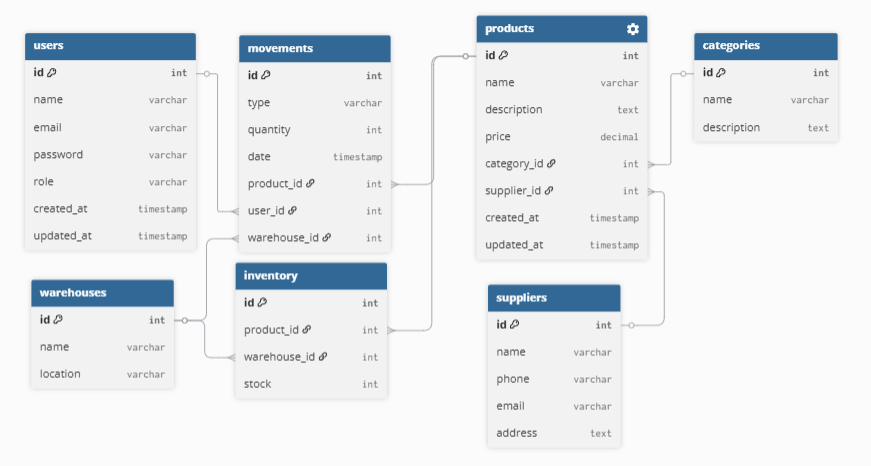 users
id int
name varchar
email varchar
password varchar
role varchar
created_at timestamp
updated_at timestamp
movements
id int
type varchar
quantity int
date timestamp
product_id int
user_id int
warehouse_id int
products
id int
name varchar
description text
price decimal
category_id int
supplier_id int
created_at timestamp
updated_at timestamp
categories
id int
name varchar
description text
warehouses
id int
name varchar
location varchar
inventory
id int
product_id int
warehouse_id int
stock int
suppliers
id int
name varchar
phone varchar
email varchar
address text